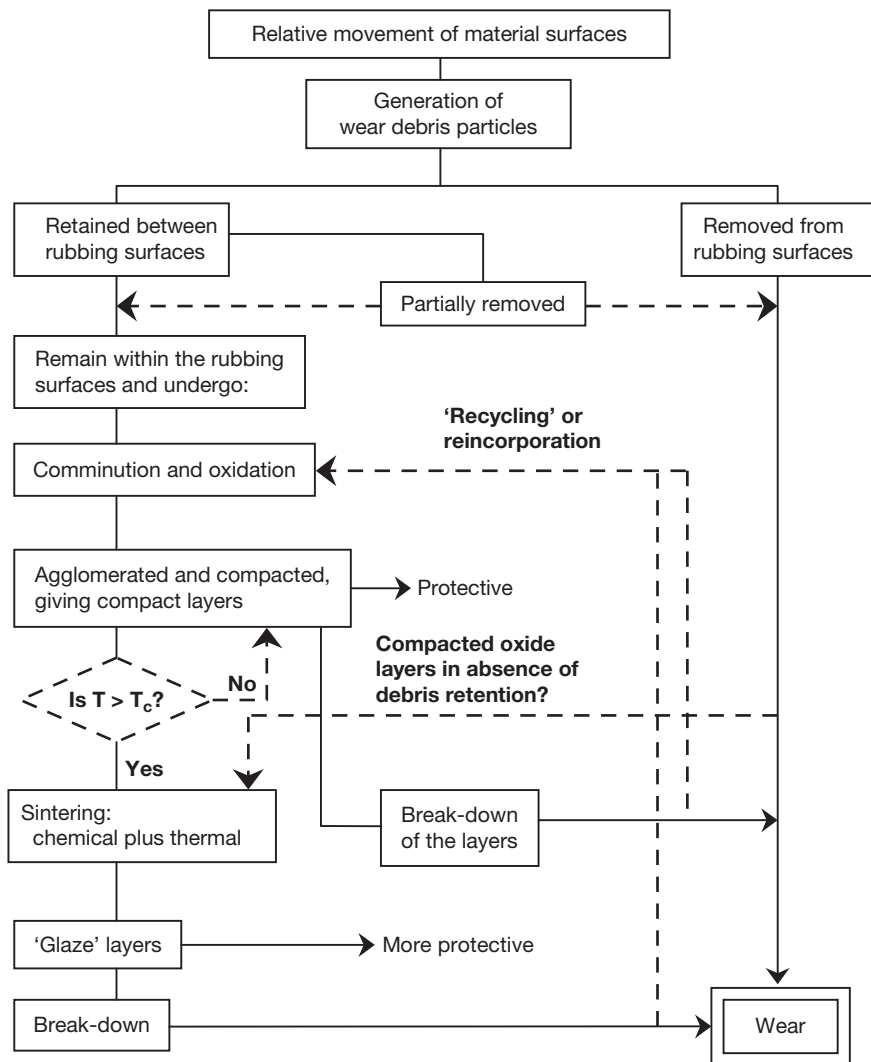 Relative movement of material surfaces
Generation of
wear debris particles
Retained between
rubbing surfaces
Removed from
rubbing surfaces
Partially removed
Remain within the rubbing
surfaces and undergo:
‘Recycling’ or
reincorporation
Comminution and oxidation
Agglomerated and compacted,
giving compact layers
Protective
Compacted oxide
layers in absence of
debris retention?
No
Is T > Tc?
Yes
Sintering:
chemical plus thermal
Break-down
of the layers
‘Glaze’ layers
More protective
Break-down
Wear